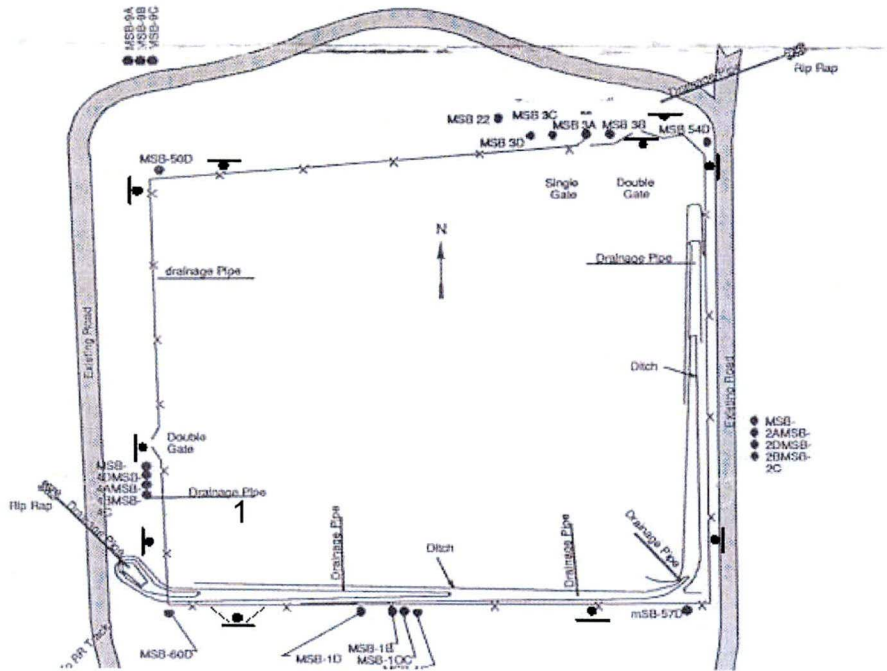 MSB-9A
MSB-9B
MSB-9C
Drainage Pipe
Rip Rap
MSB 22
MSB 3C
MSB 3D
MSB 3A
MSB 3B
MSB 54D
MSB-50D
Single
Gate
Double
Gate
N
drainage Pipe
Drainage Pipe
Existing Road
Ditch
Existing Road
MSB-
2AMSB-
2DMSB-
2BMSB-
2C
Double
Gate
MSB-
4DMSB-
4AMSB-
4BMSB-
4C
Drainage Pipe
1
Rip Rap
Drainage Pipe
Drainage Pipe
Ditch
Drainage Pipe
Drainage Pipe
MSB-60D
MSB-1D
MSB-1B
MSB-1OC
mSB-57D
to RR Track